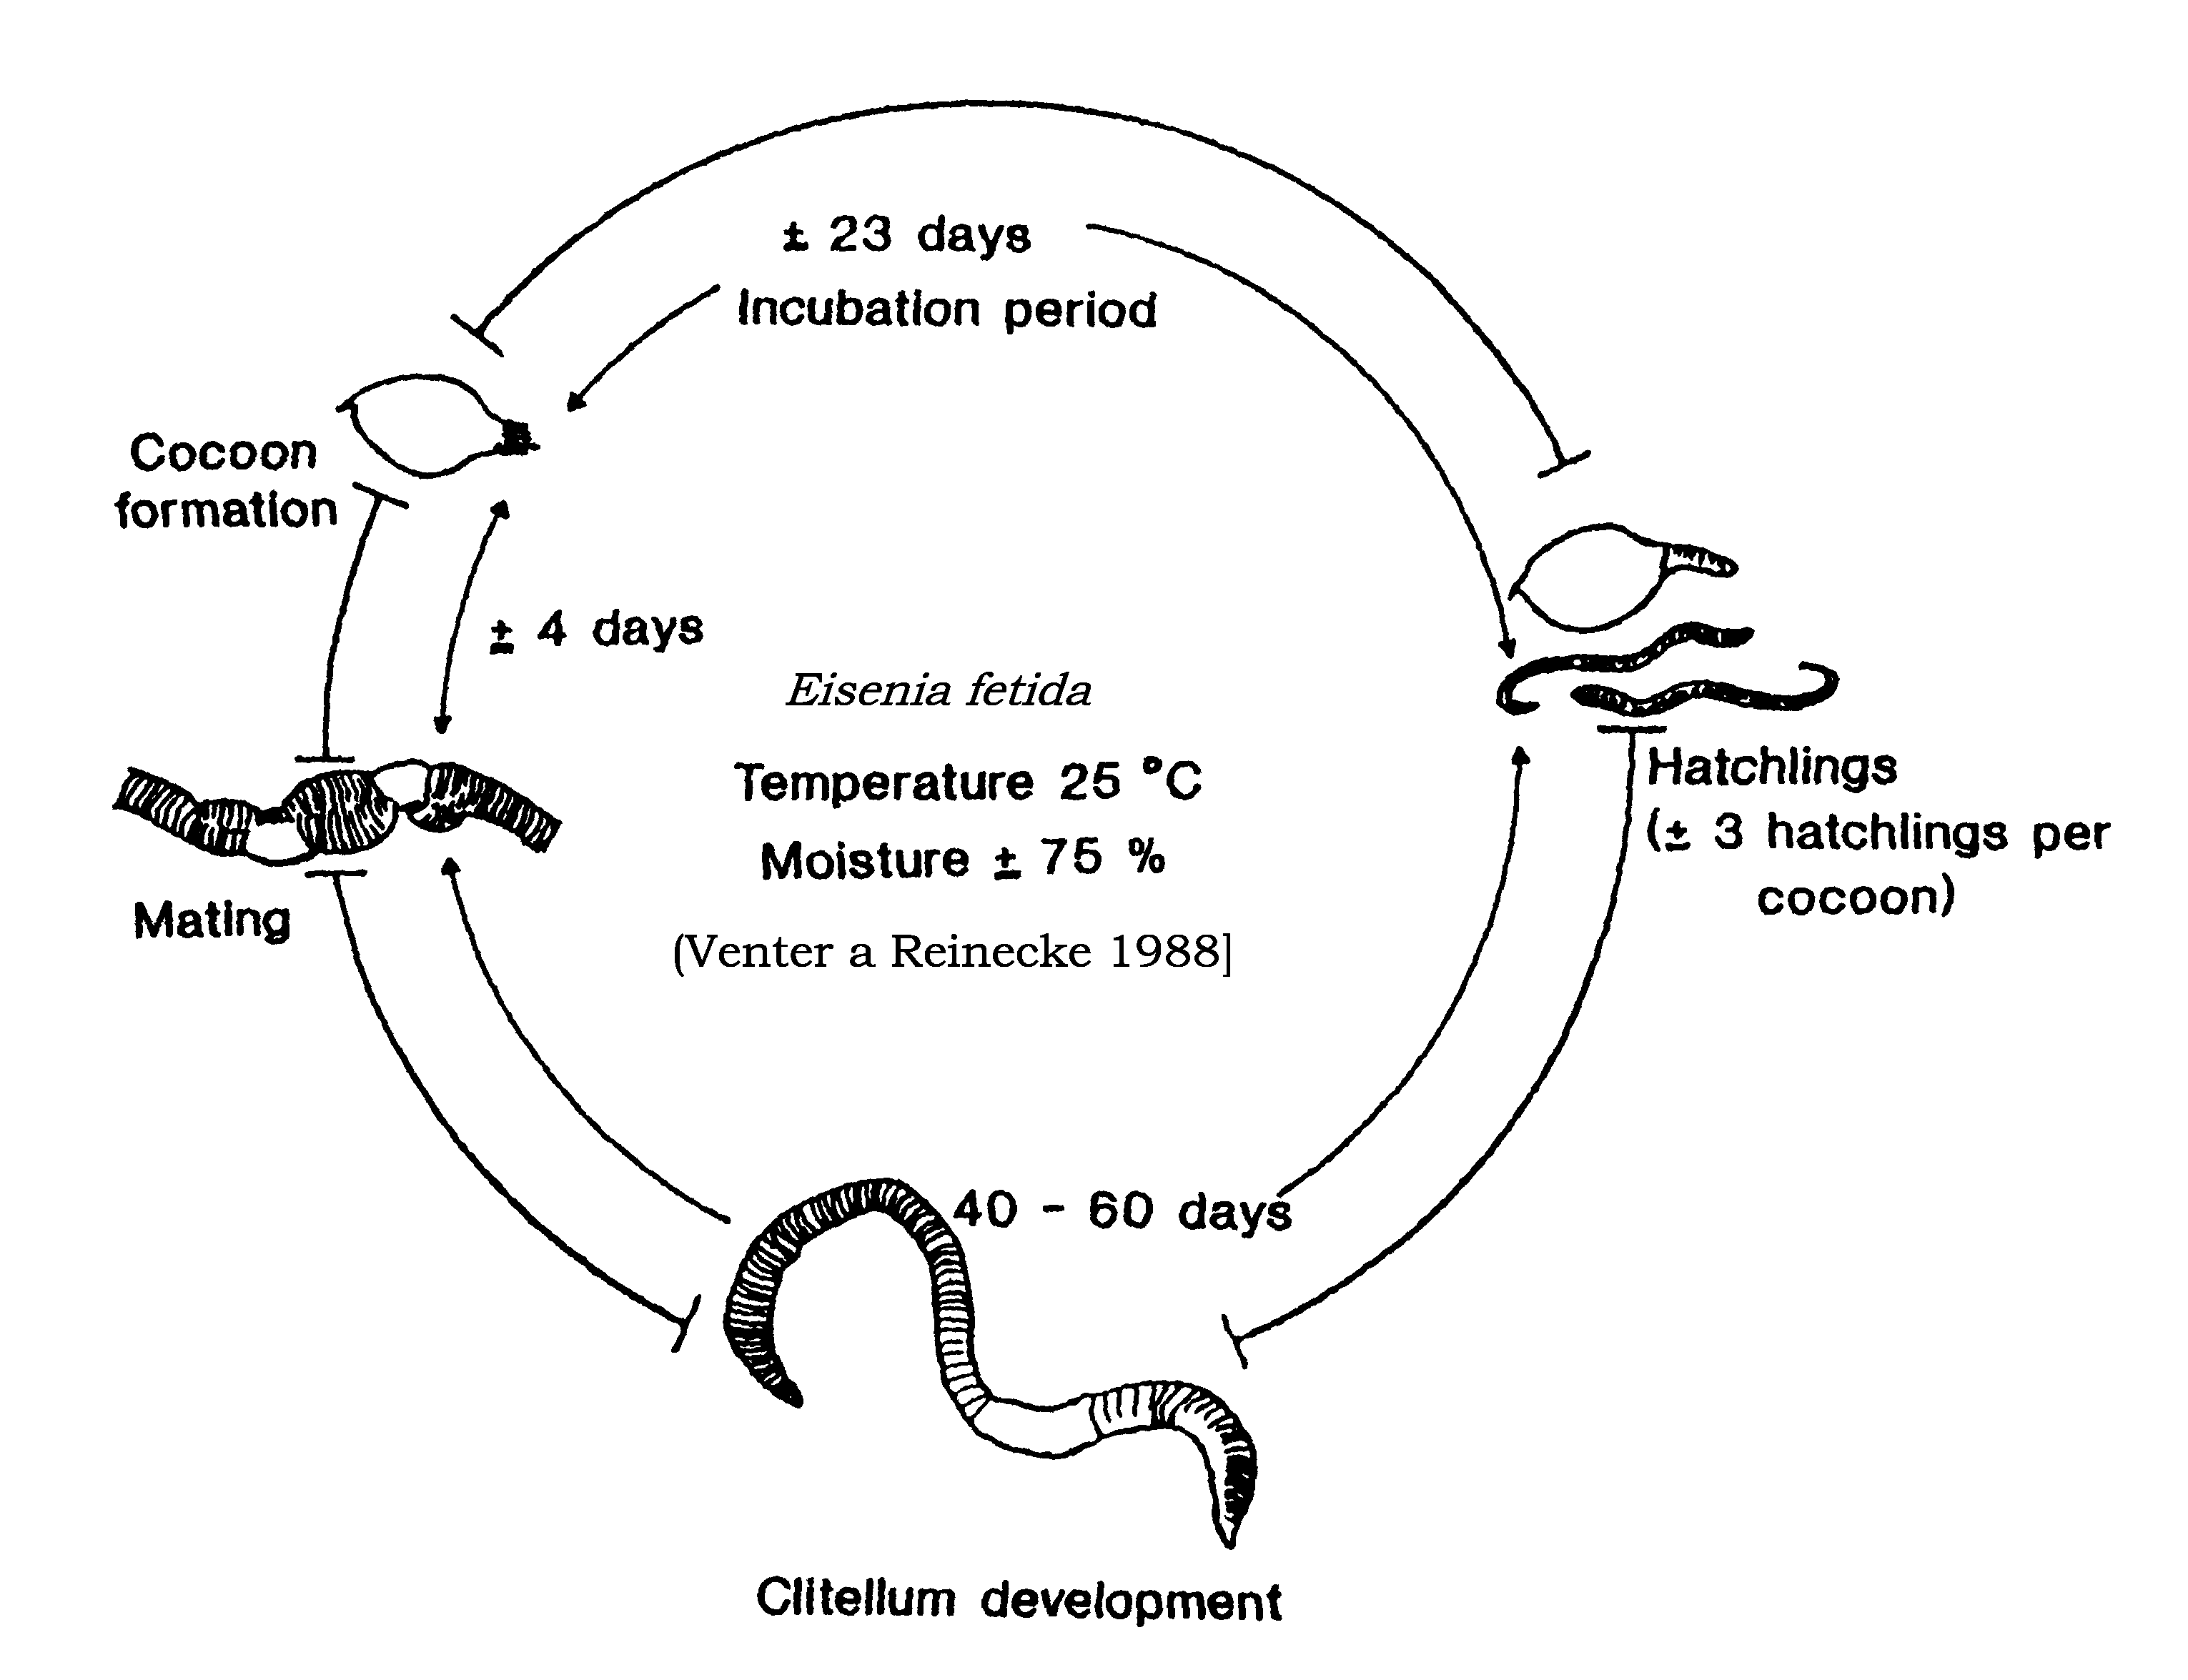 ± 23 days
Incubation period
Cocoon
formation
± 4 days
Eisenia fetida
Temperature 25 °C
Moisture ± 75 %
(Venter a Reinecke 1988]
Mating
Hatchlings
(± 3 hatchlings per
cocoon)
40 - 60 days
Clitellum development